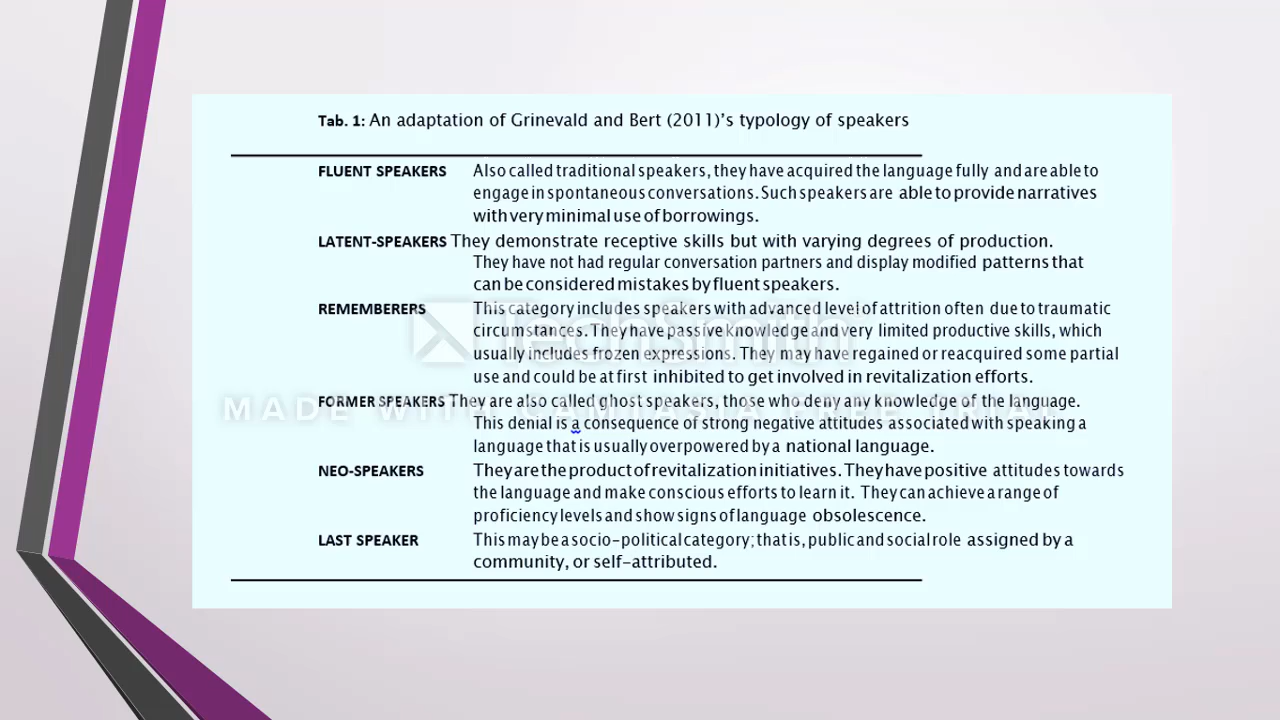 Tab. 1: An adaptation of Grinevald and Bert (2011)'s typology of speakers
FLUENT SPEAKERS Also called traditional speakers, they have acquired the language fully and are able to
engage in spontaneous conversations. Such speakers are able to provide narratives
with very minimal use of borrowings.
LATENT-SPEAKERS They demonstrate receptive skills but with varying degrees of production.
They have not had regular conversation partners and display modified patterns that
can be considered mistakes by fluent speakers.
REMEMBERERS This category includes speakers with advanced level of attrition often due to traumatic
circumstances. They have passive knowledge and very limited productive skills, which
usually includes frozen expressions. They may have regained or reacquired some partial
use and could be at first inhibited to get involved in revitalization efforts.
TechSmith
MADE WITH CAMTASIA FREE TRIAL
FORMER SPEAKERS They are also called ghost speakers, those who deny any knowledge of the language.
This denial is a consequence of strong negative attitudes associated with speaking a
language that is usually overpowered by a national language.
NEO-SPEAKERS They are the product of revitalization initiatives. They have positive attitudes towards
the language and make conscious efforts to learn it. They can achieve a range of
proficiency levels and show signs of language obsolescence.
LAST SPEAKER This may be a socio-political category; that is, public and social role assigned by a
community, or self-attributed.